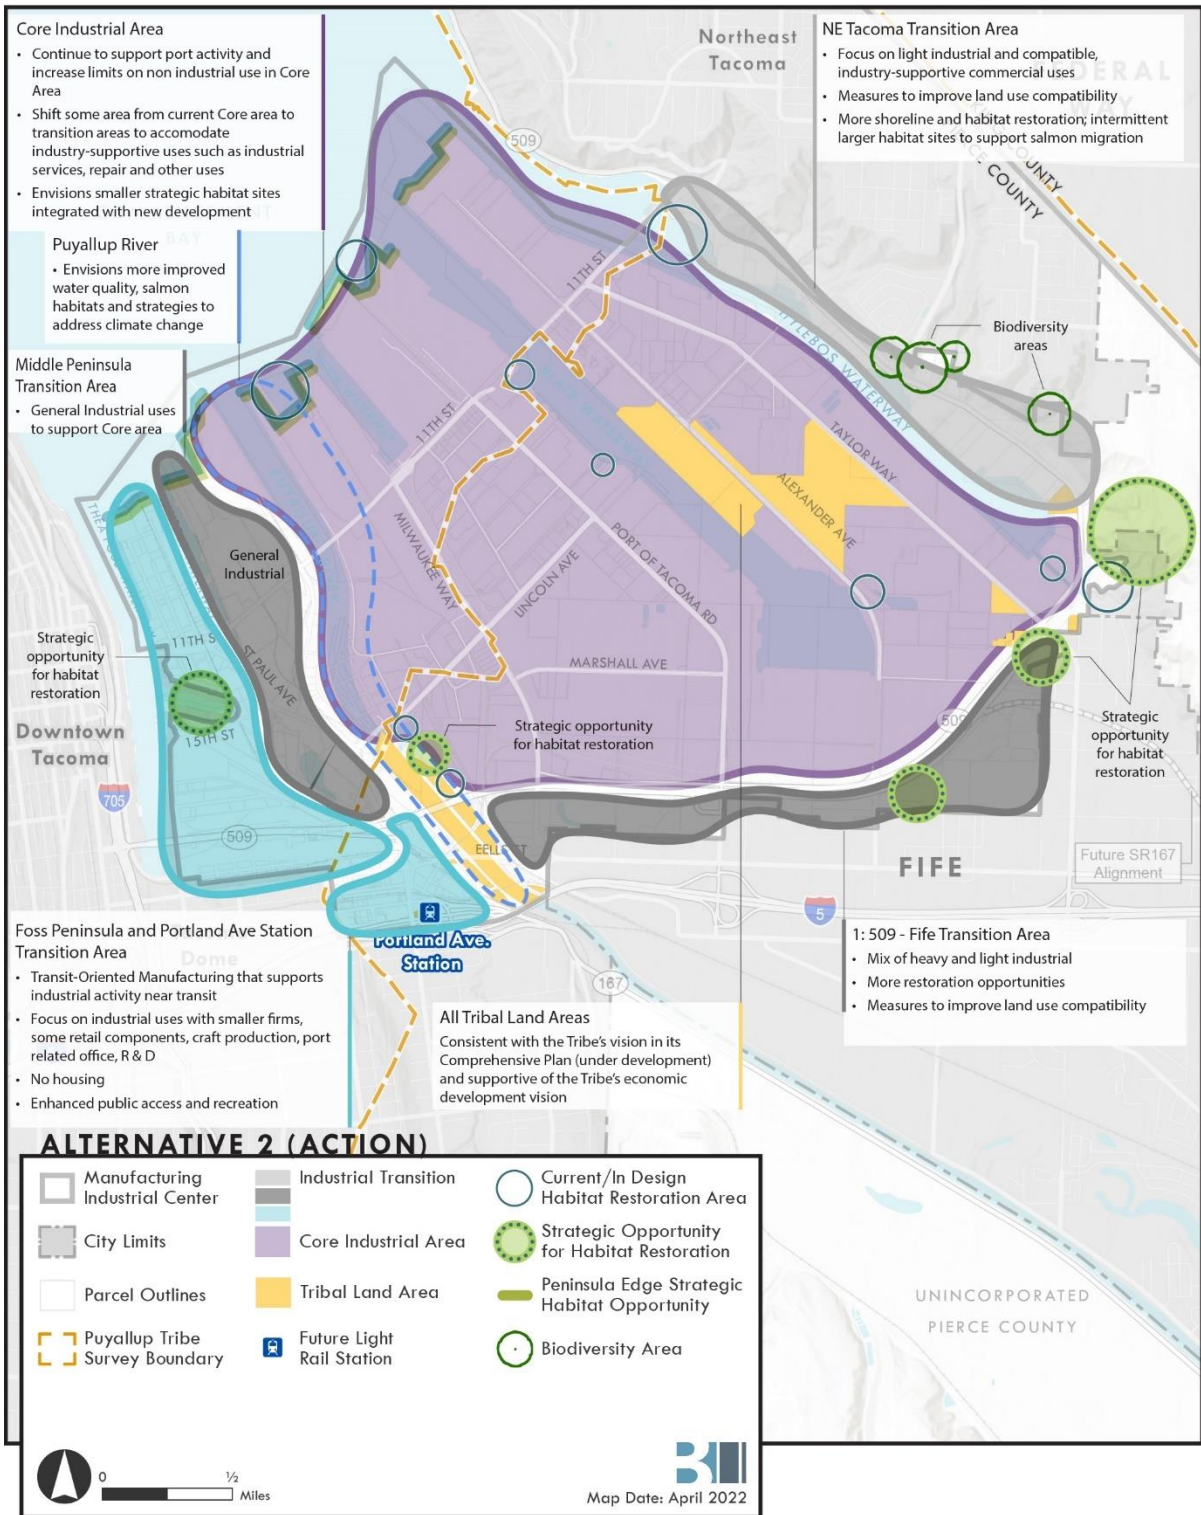 Core Industrial Area
• Continue to support port activity and
increase limits on non industrial use in Core
Area
• Shift some area from current Core area to
transition areas to accomodate
industry-supportive uses such as industrial
services, repair and other uses
• Envisions smaller strategic habitat sites
integrated with new development
BAY
Puyallup River
• Envisions more improved
water quality, salmon
habitats and strategies to
address climate change
Middle Peninsula
Transition Area
• General Industrial uses
to support Core area
NE Tacoma Transition Area
• Focus on light industrial and compatible,
industry-supportive commercial uses
• Measures to improve land use compatibility
• More shoreline and habitat restoration; intermittent
larger habitat sites to support salmon migration
Northeast
Tacoma
FEDERAL
WAY
KING COUNTY
PIERCE COUNTY
509
11TH ST
Biodiversity
areas
WATERWAY
TAYLOR WAY
ALEXANDER AVE
11TH ST
MILWAUKEE WAY
LINCOLN AVE
PORT OF TACOMA RD
MARSHALL AVE
General
Industrial
11TH S
ST PAUL AVE
15TH ST
Strategic
opportunity
for habitat
restoration
Downtown
Tacoma
705
509
Strategic opportunity
for habitat restoration
509
Strategic
opportunity
for habitat
restoration
EELLS ST
FIFE
Future SR167
Alignment
5
167
Portland Ave.
Station
Dome
Foss Peninsula and Portland Ave Station
Transition Area
• Transit-Oriented Manufacturing that supports
industrial activity near transit
• Focus on industrial uses with smaller firms,
some retail components, craft production, port
related office, R & D
• No housing
• Enhanced public access and recreation
All Tribal Land Areas
Consistent with the Tribe's vision in its
Comprehensive Plan (under development)
and supportive of the Tribe's economic
development vision
1: 509 - Fife Transition Area
• Mix of heavy and light industrial
• More restoration opportunities
• Measures to improve land use compatibility
UNINCORPORATED
PIERCE COUNTY
ALTERNATIVE 2 (ACTION)
Manufacturing
Industrial Center
City Limits
Parcel Outlines
Puyallup Tribe
Survey Boundary
Industrial Transition
Core Industrial Area
Tribal Land Area
Future Light
Rail Station
Current/In Design
Habitat Restoration Area
Strategic Opportunity
for Habitat Restoration
Peninsula Edge Strategic
Habitat Opportunity
Biodiversity Area
0 ½
Miles
Map Date: April 2022